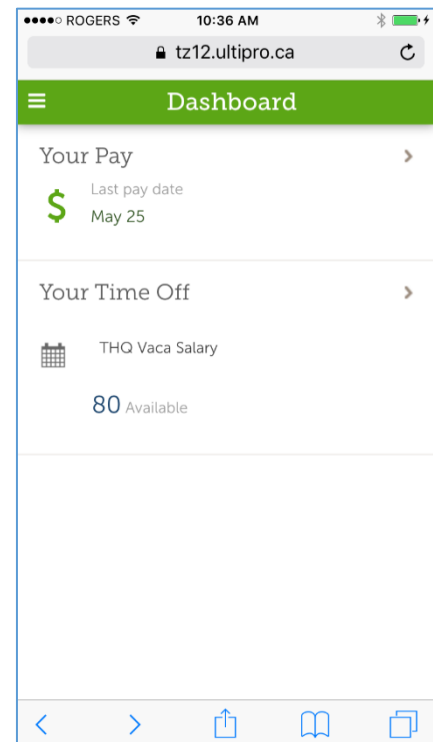 ROGERS 10:36 AM
tz12.ultipro.ca
Dashboard
Your Pay
Last pay date
$ May 25
Your Time Off
THQ Vaca Salary
80 Available